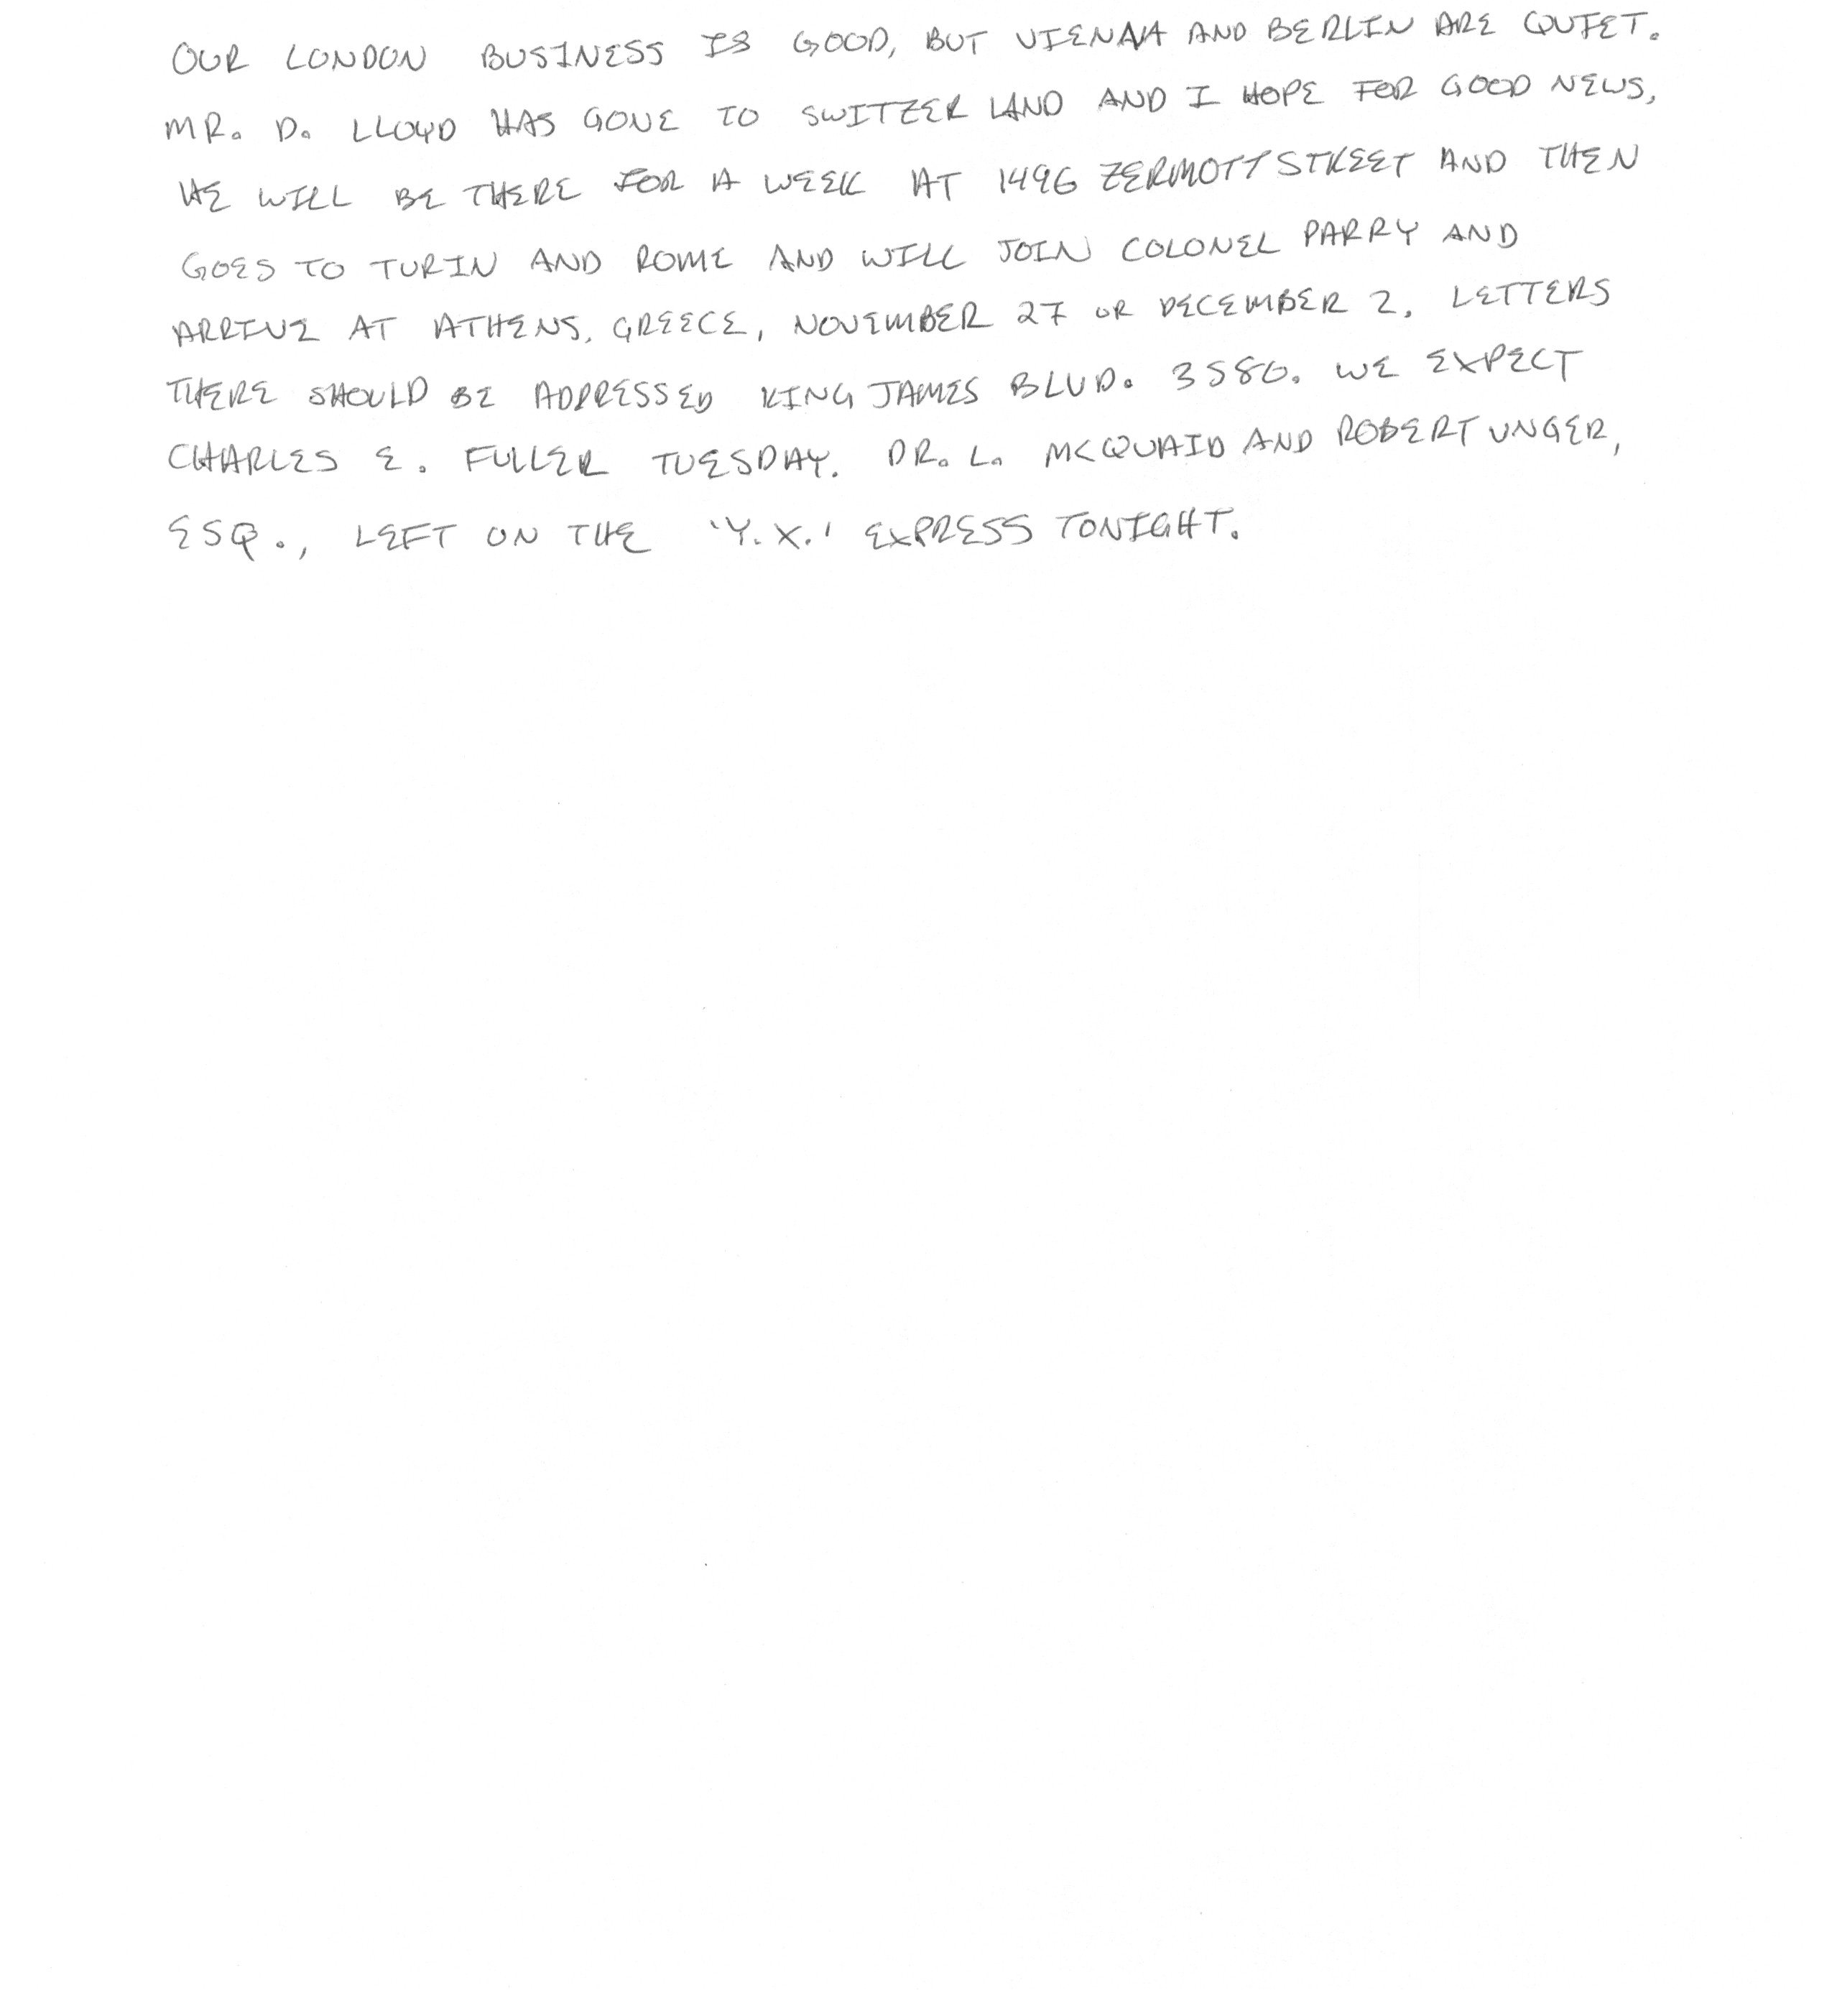 OUR LONDON BUSINESS IS GOOD, BUT VIENNA AND BERLIN ARE QUIET.
MR. D. LLOYD HAS GONE TO SWITZER LAND AND I HOPE FOR GOOD NEWS,
HE WILL BE THERE FOR A WEEK AT 1496 ZERMOTT STREET AND THEN
GOES TO TURIN AND ROME AND WILL JOIN COLONEL PARRY AND
ARRIVE AT ATHENS, GREECE, NOVEMBER 27 OR DECEMBER 2. LETTERS
THERE SHOULD BE ADDRESSED KING JAMES BLVD. 3580. WE EXPECT
CHARLES E. FULLER TUESDAY. DR. L. MCQUAID AND ROBERT UNGER,
ESQ., LEFT ON THE 'Y.X.' EXPRESS TONIGHT.